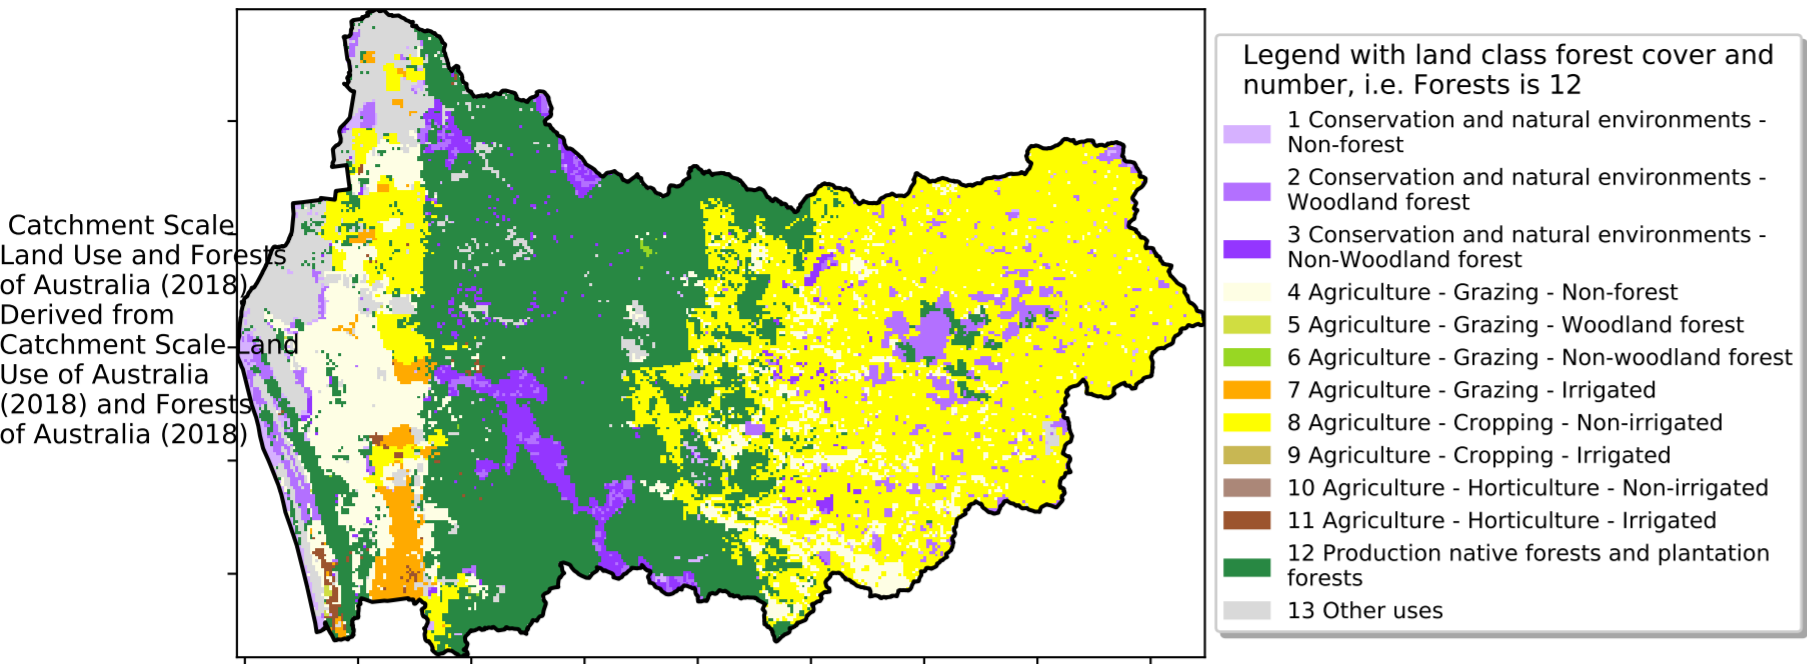 Catchment Scale
Land Use and Forests
of Australia (2018)
Derived from
Catchment Scale Land
Use of Australia
(2018) and Forests
of Australia (2018)
Legend with land class forest cover and
number, i.e. Forests is 12
1 Conservation and natural environments -
Non-forest
2 Conservation and natural environments -
Woodland forest
3 Conservation and natural environments -
Non-Woodland forest
4 Agriculture - Grazing - Non-forest
5 Agriculture - Grazing - Woodland forest
6 Agriculture - Grazing - Non-woodland forest
7 Agriculture - Grazing - Irrigated
8 Agriculture - Cropping - Non-irrigated
9 Agriculture - Cropping - Irrigated
10 Agriculture - Horticulture - Non-irrigated
11 Agriculture - Horticulture - Irrigated
12 Production native forests and plantation
forests
13 Other uses